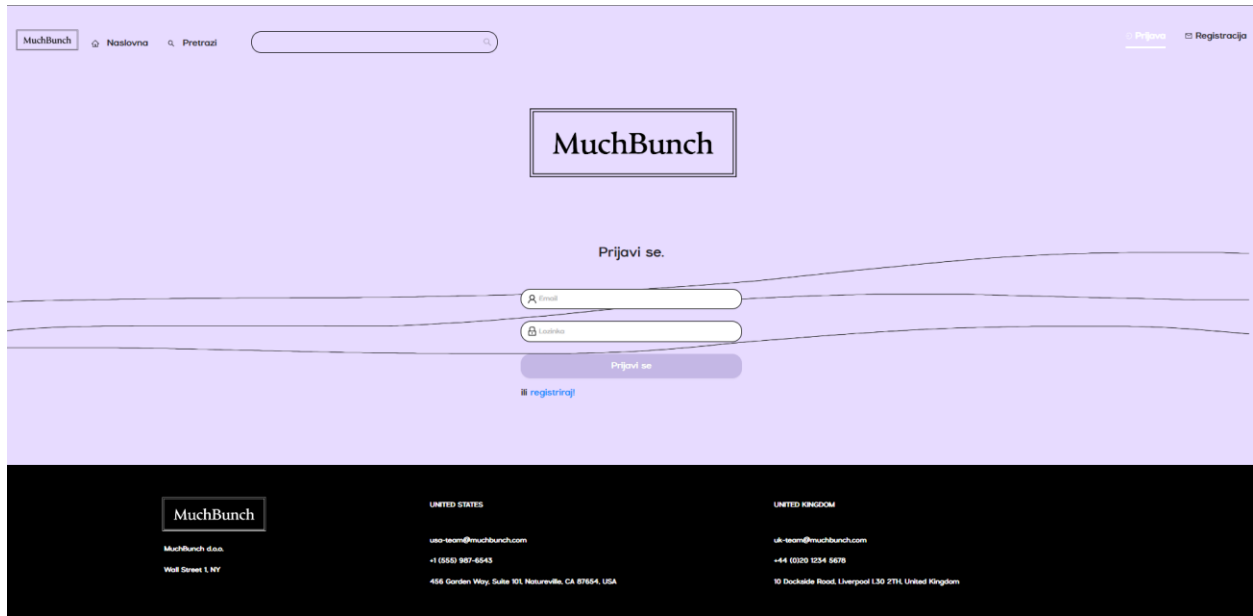 MuchBunch
Naslovna
Pretrazi
Prijava
Registracija
MuchBunch
Prijavi se.
Email
Lozinka
Prijavi se
ili registriraj!
MuchBunch
MuchBunch d.o.o.
Wall Street 1, NY
UNITED STATES
usa-team@muchbunch.com
+1 (555) 987-6543
456 Garden Way, Suite 101, Natureville, CA 87654, USA
UNITED KINGDOM
uk-team@muchbunch.com
+44 (0)20 1234 5678
10 Dockside Road, Liverpool L30 2TH, United Kingdom